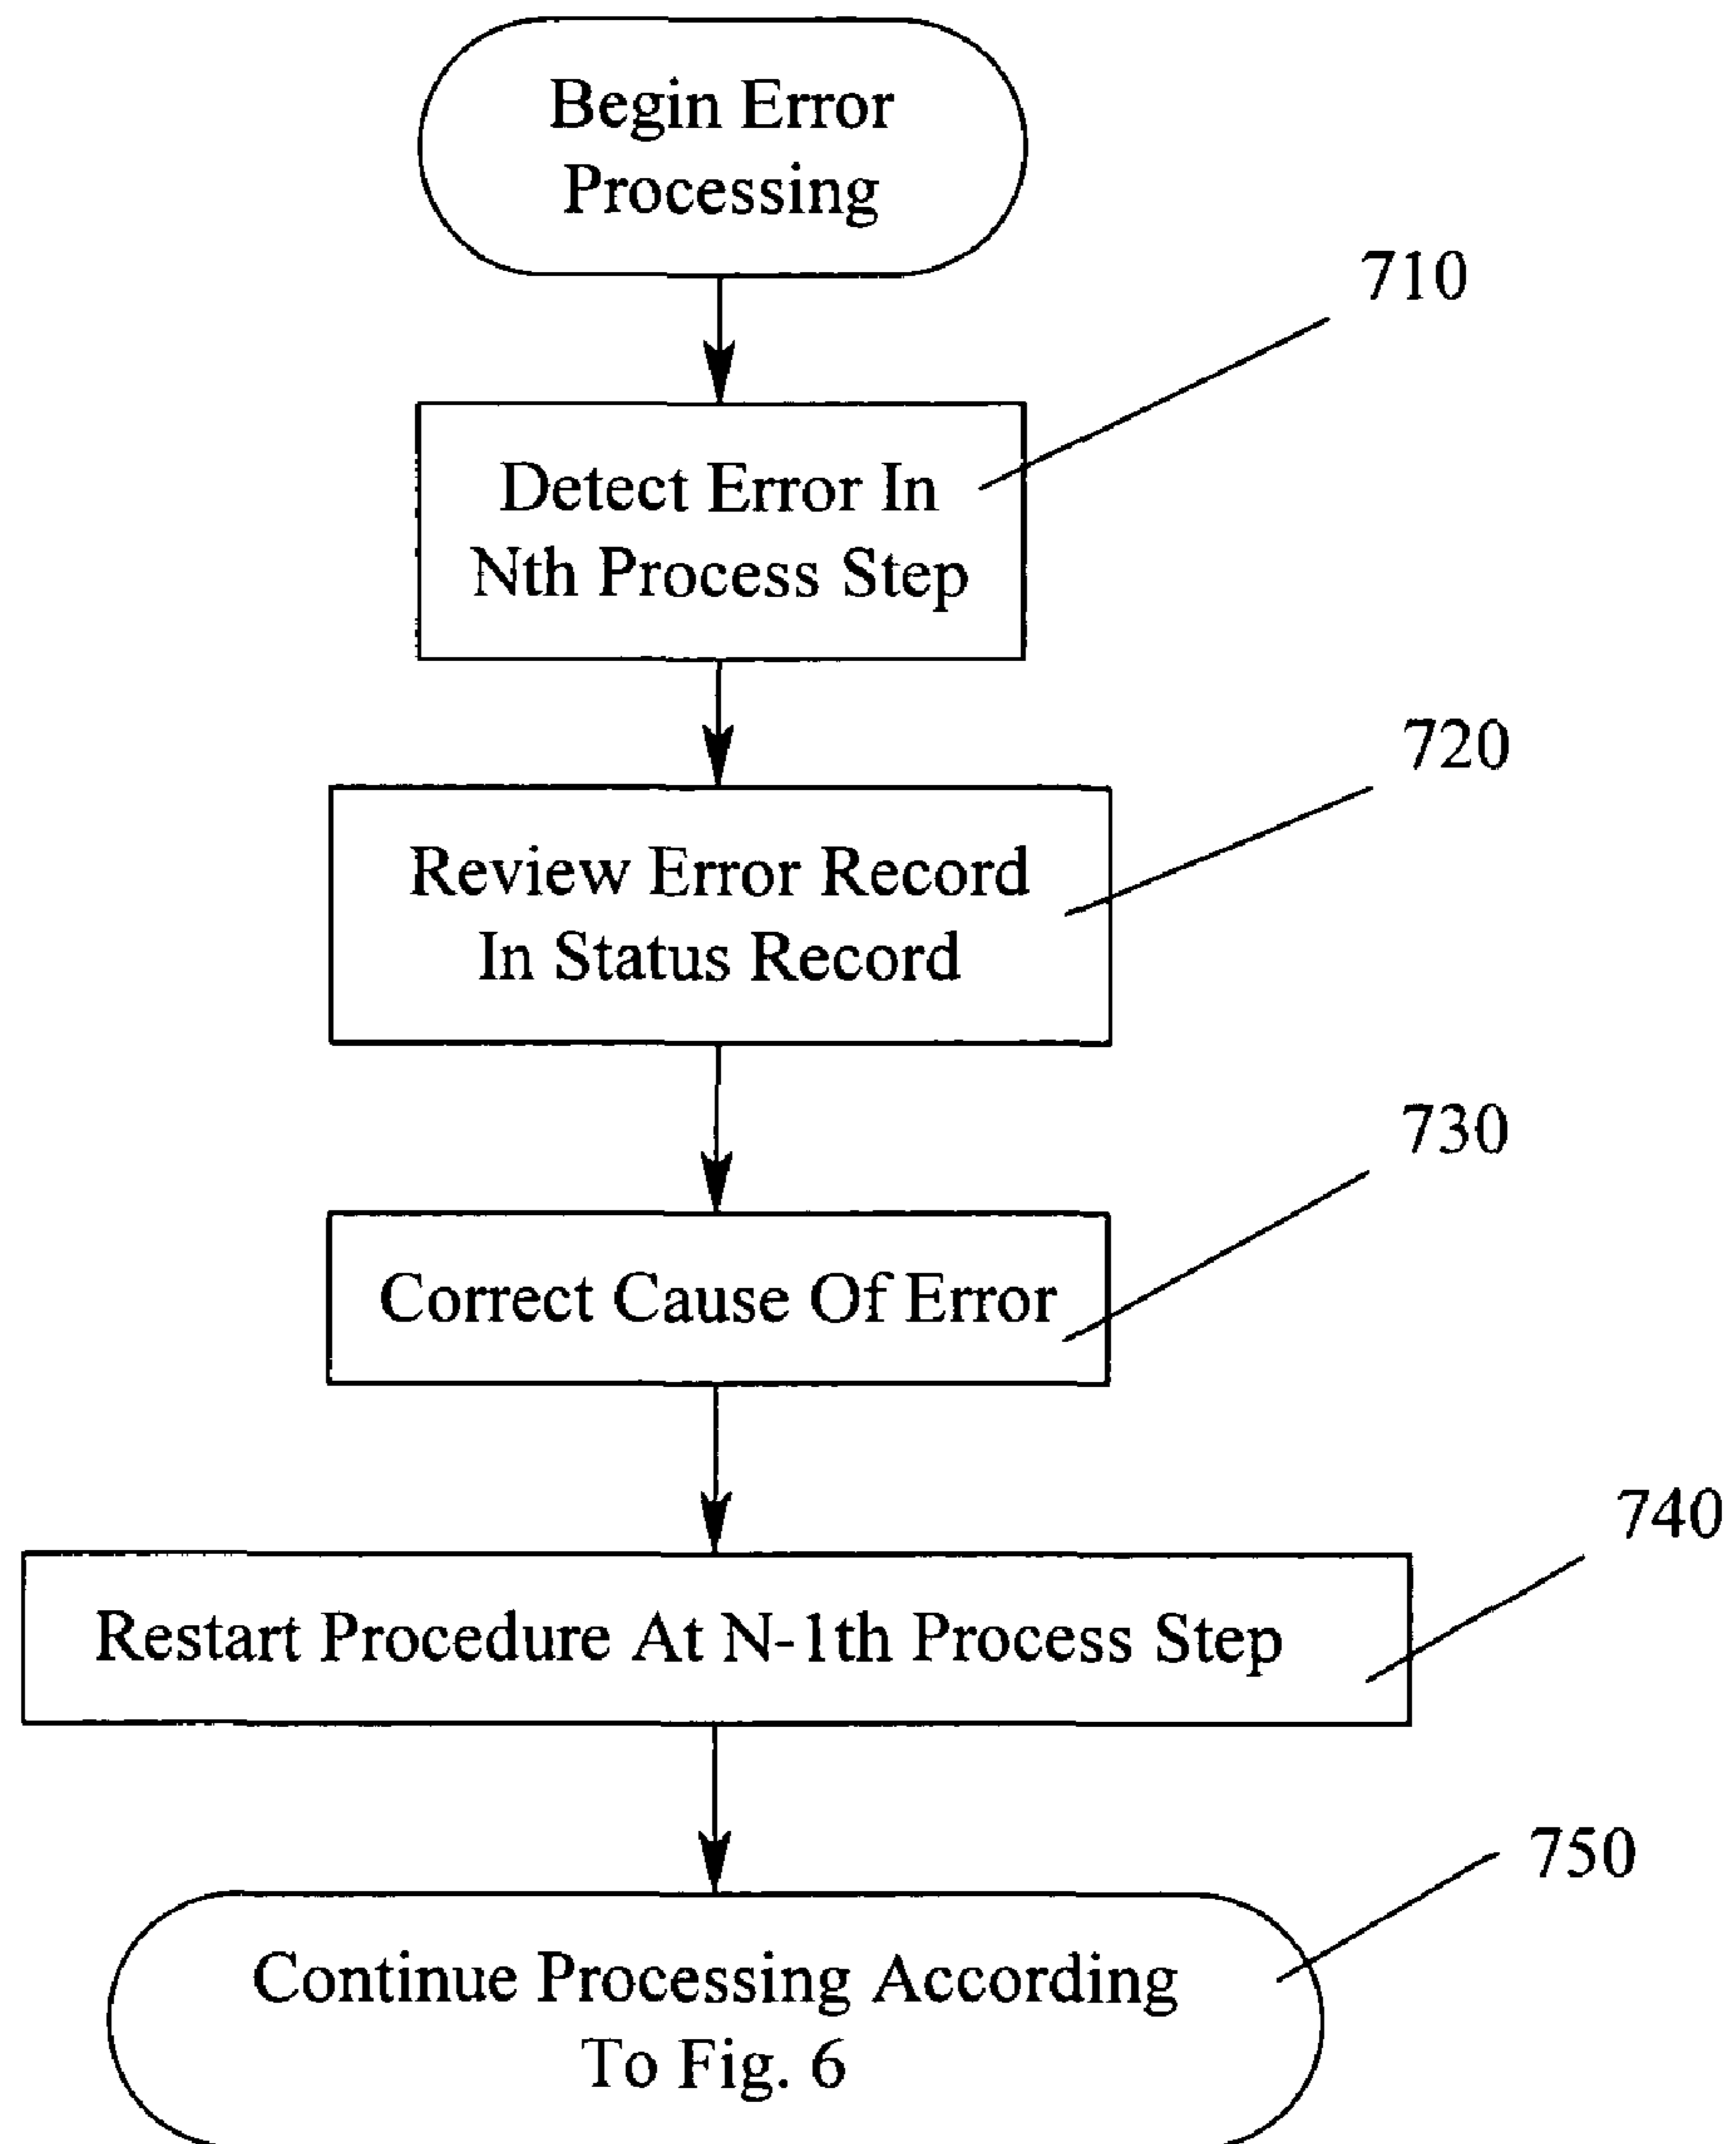 Begin Error
Processing
710
Detect Error In
Nth Process Step
720
Review Error Record
In Status Record
730
Correct Cause Of Error
740
Restart Procedure At N-1th Process Step
750
Continue Processing According
To Fig. 6